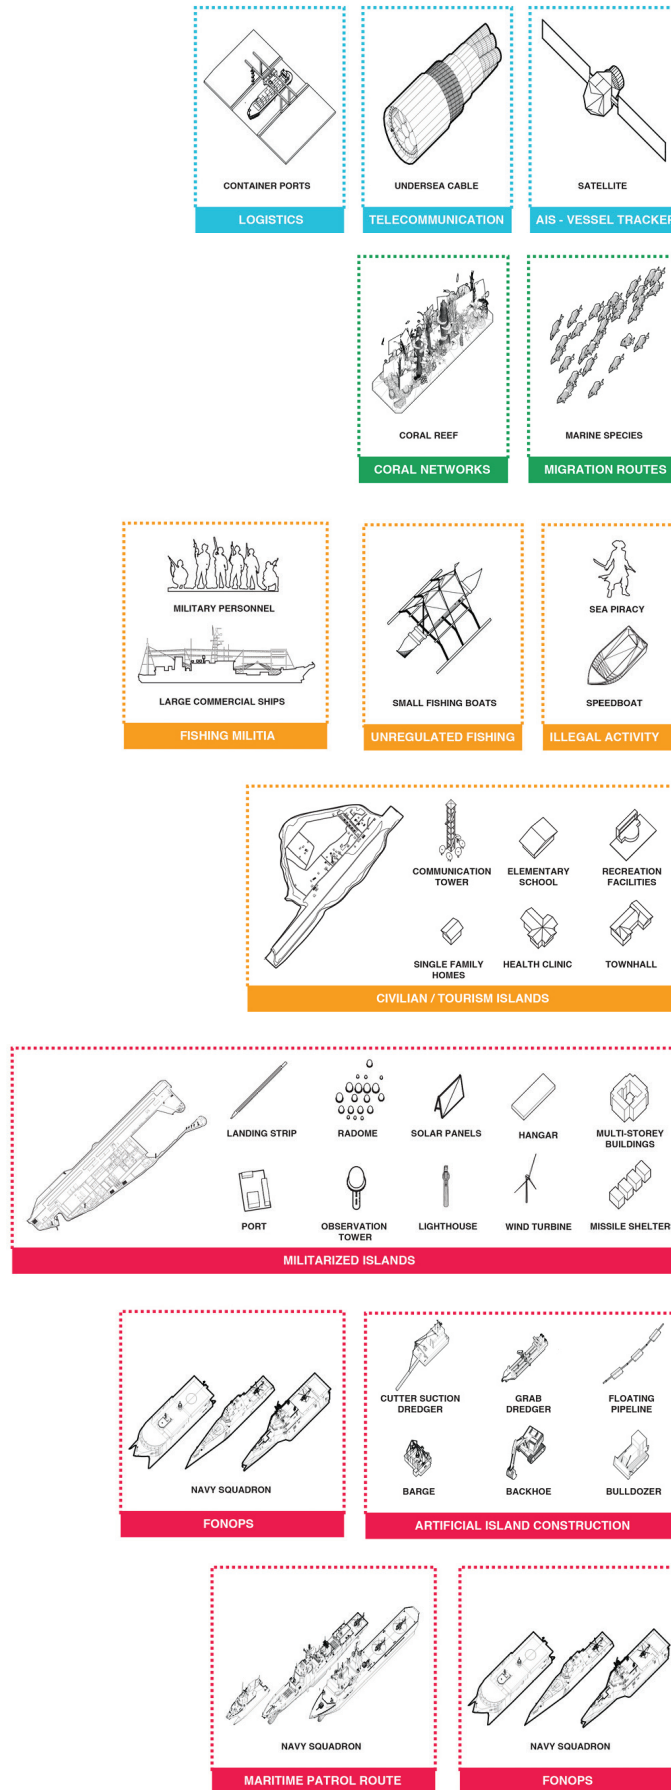 CONTAINER PORTS
UNDERSEA CABLE
SATELLITE
LOGISTICS
TELECOMMUNICATION
AIS - VESSEL TRACKER
CORAL REEF
MARINE SPECIES
CORAL NETWORKS
MIGRATION ROUTES
MILITARY PERSONNEL
LARGE COMMERCIAL SHIPS
FISHING MILITIA
SMALL FISHING BOATS
UNREGULATED FISHING
SEA PIRACY
SPEEDBOAT
ILLEGAL ACTIVITY
COMMUNICATION
TOWER
ELEMENTARY
SCHOOL
RECREATION
FACILITIES
SINGLE FAMILY
HOMES
HEALTH CLINIC
TOWNHALL
CIVILIAN / TOURISM ISLANDS
LANDING STRIP
RADOME
SOLAR PANELS
HANGAR
MULTI-STOREY
BUILDINGS
PORT
OBSERVATION
TOWER
LIGHTHOUSE
WIND TURBINE
MISSILE SHELTER
MILITARIZED ISLANDS
NAVY SQUADRON
FONOPS
CUTTER SUCTION
DREDGER
GRAB
DREDGER
FLOATING
PIPELINE
BARGE
BACKHOE
BULLDOZER
ARTIFICIAL ISLAND CONSTRUCTION
NAVY SQUADRON
MARITIME PATROL ROUTE
NAVY SQUADRON
FONOPS